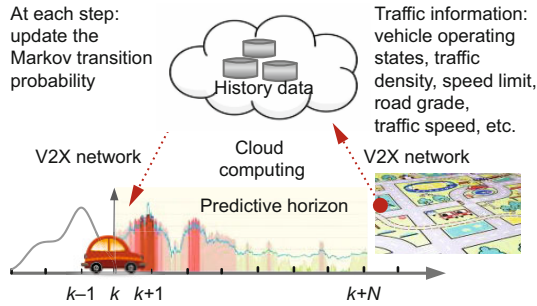 At each step:
update the
Markov transition
probability
History data
Traffic information:
vehicle operating
states, traffic
density, speed limit,
road grade,
traffic speed, etc.
V2X network
Cloud
computing
V2X network
Predictive horizon
k–1 k k+1 k+N